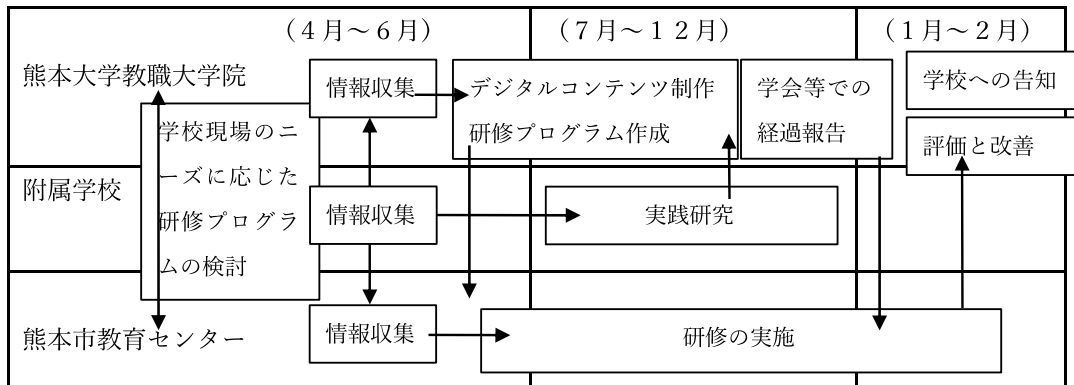 （４月～６月）
（７月～１２月）
（１月～２月）
熊本大学教職大学院
情報収集
デジタルコンテンツ制作
研修プログラム作成
学会等での
経過報告
学校への告知
評価と改善
学校現場のニ
ーズに応じた
研修プログラ
ムの検討
附属学校
情報収集
実践研究
熊本市教育センター
情報収集
研修の実施